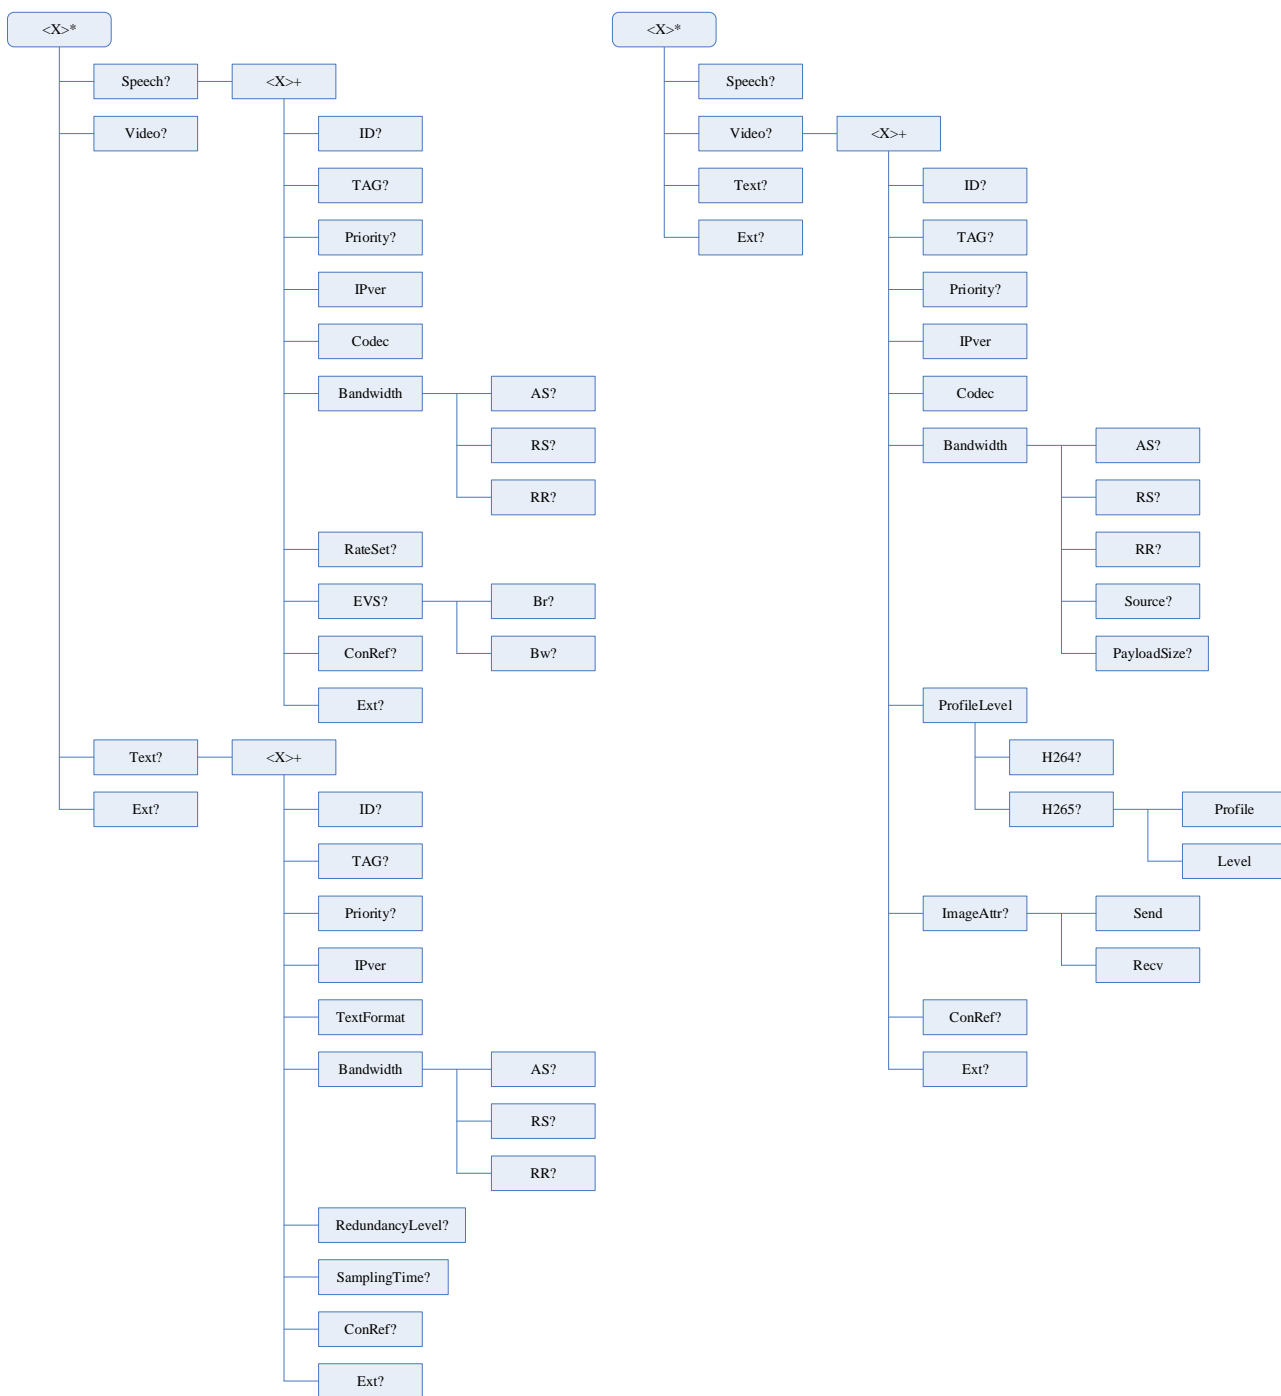 <X>*
Speech?
<X>+
Video?
ID?
TAG?
Priority?
IPver
Codec
Bandwidth
AS?
RS?
RR?
RateSet?
EVS?
Br?
Bw?
ConRef?
Ext?
Text?
<X>+
Ext?
ID?
TAG?
Priority?
IPver
TextFormat
Bandwidth
AS?
RS?
RR?
RedundancyLevel?
SamplingTime?
ConRef?
Ext?
<X>*
Speech?
Video?
<X>+
Text?
Ext?
ID?
TAG?
Priority?
IPver
Codec
Bandwidth
AS?
RS?
RR?
Source?
PayloadSize?
ProfileLevel
H264?
H265?
Profile
Level
ImageAttr?
Send
Recv
ConRef?
Ext?